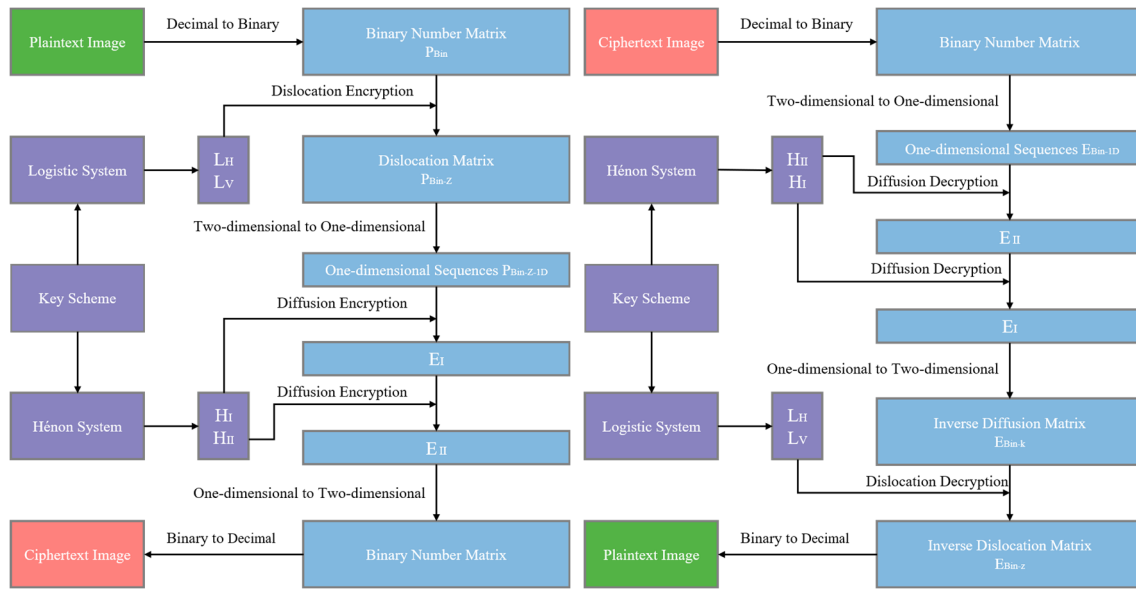 Plaintext Image
Decimal to Binary
Binary Number Matrix
PBin
Dislocation Encryption
Logistic System
LH
LV
Dislocation Matrix
PBin-Z
Two-dimensional to One-dimensional
Key Scheme
One-dimensional Sequences PBin-Z-1D
Diffusion Encryption
EI
Diffusion Encryption
Hénon System
HI
HII
EII
One-dimensional to Two-dimensional
Ciphertext Image
Binary to Decimal
Binary Number Matrix
Ciphertext Image
Decimal to Binary
Binary Number Matrix
Two-dimensional to One-dimensional
One-dimensional Sequences EBin-1D
Hénon System
HII
HI
Diffusion Decryption
EII
Diffusion Decryption
Key Scheme
EI
One-dimensional to Two-dimensional
Logistic System
LH
LV
Inverse Diffusion Matrix
EBin-k
Dislocation Decryption
Plaintext Image
Binary to Decimal
Inverse Dislocation Matrix
EBin-z